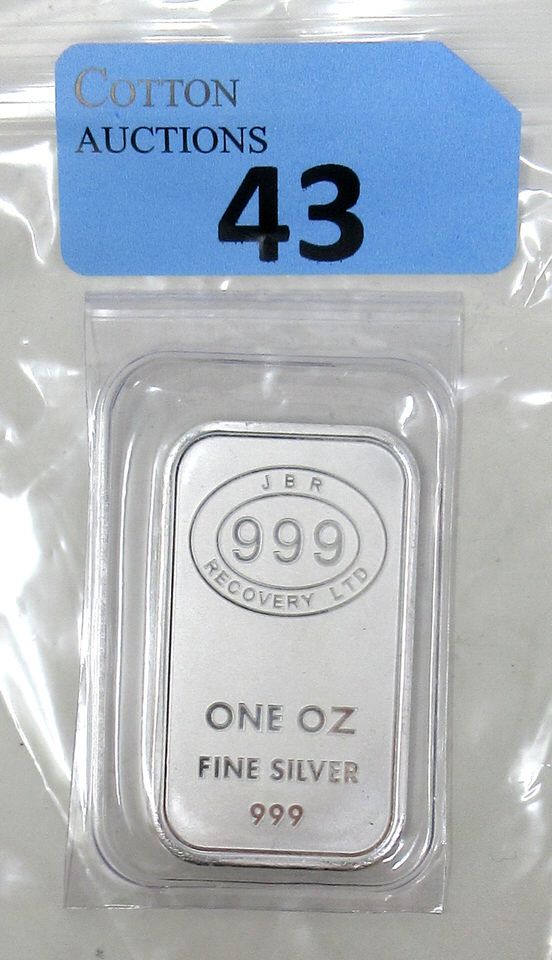 COTTON
AUCTIONS
43
JBR
999
RECOVERY LTD
ONE OZ
FINE SILVER
999